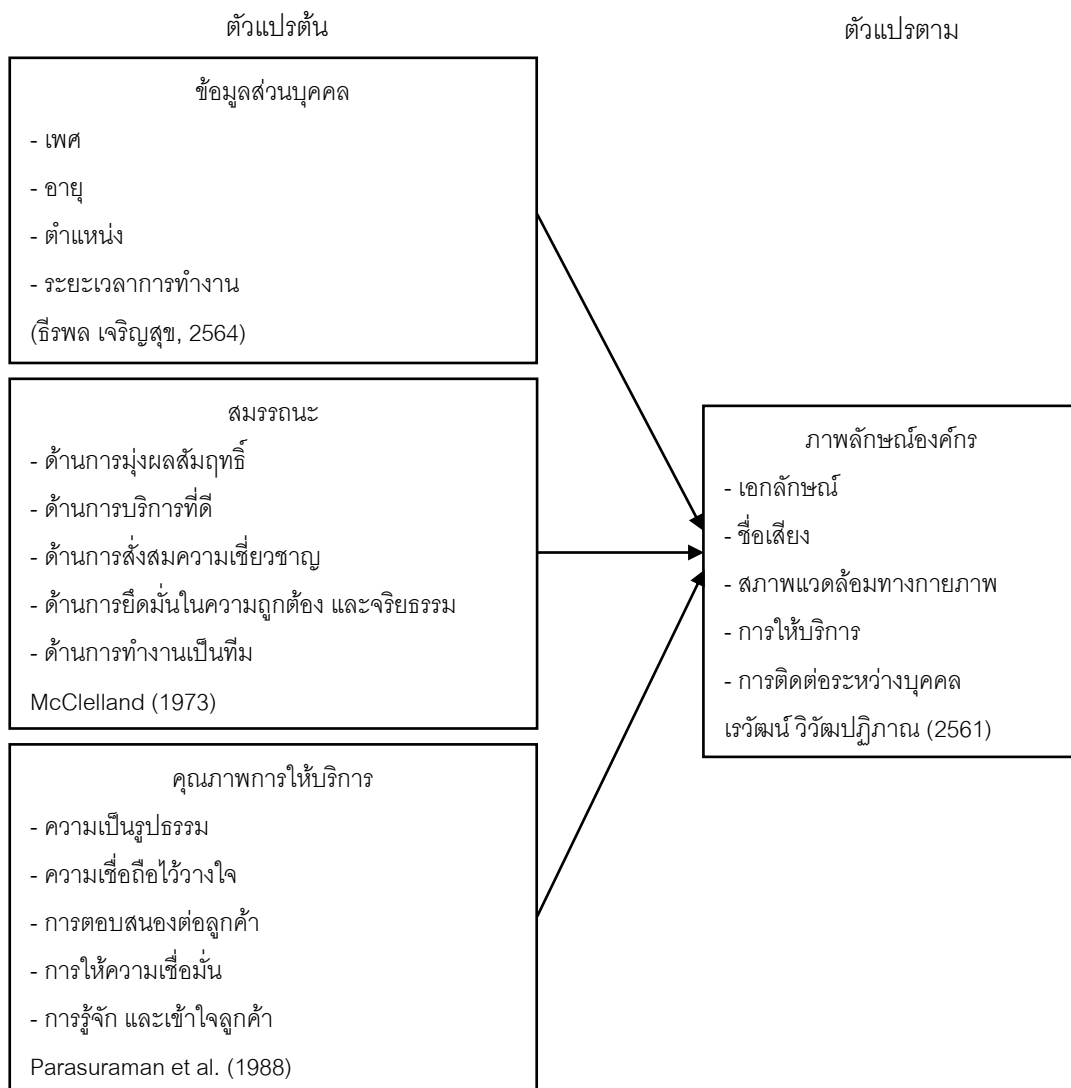 ตัวแปรต้น
ตัวแปรตาม
ข้อมูลส่วนบุคคล
- เพศ
- อายุ
- ตำแหน่ง
- ระยะเวลาการทำงาน
(ธีรพล เจริญสุข, 2564)
สมรรถนะ
- ด้านการมุ่งผลสัมฤทธิ์
- ด้านการบริการที่ดี
- ด้านการสั่งสมความเชี่ยวชาญ
- ด้านการยึดมั่นในความถูกต้อง และจริยธรรม
- ด้านการทำงานเป็นทีม
McClelland (1973)
คุณภาพการให้บริการ
- ความเป็นรูปธรรม
- ความเชื่อถือไว้วางใจ
- การตอบสนองต่อลูกค้า
- การให้ความเชื่อมั่น
- การรู้จัก และเข้าใจลูกค้า
Parasuraman et al. (1988)
ภาพลักษณ์องค์กร
- เอกลักษณ์
- ชื่อเสียง
- สภาพแวดล้อมทางกายภาพ
- การให้บริการ
- การติดต่อระหว่างบุคคล
เรวัฒน์ วิวัฒปฏิภาณ (2561)